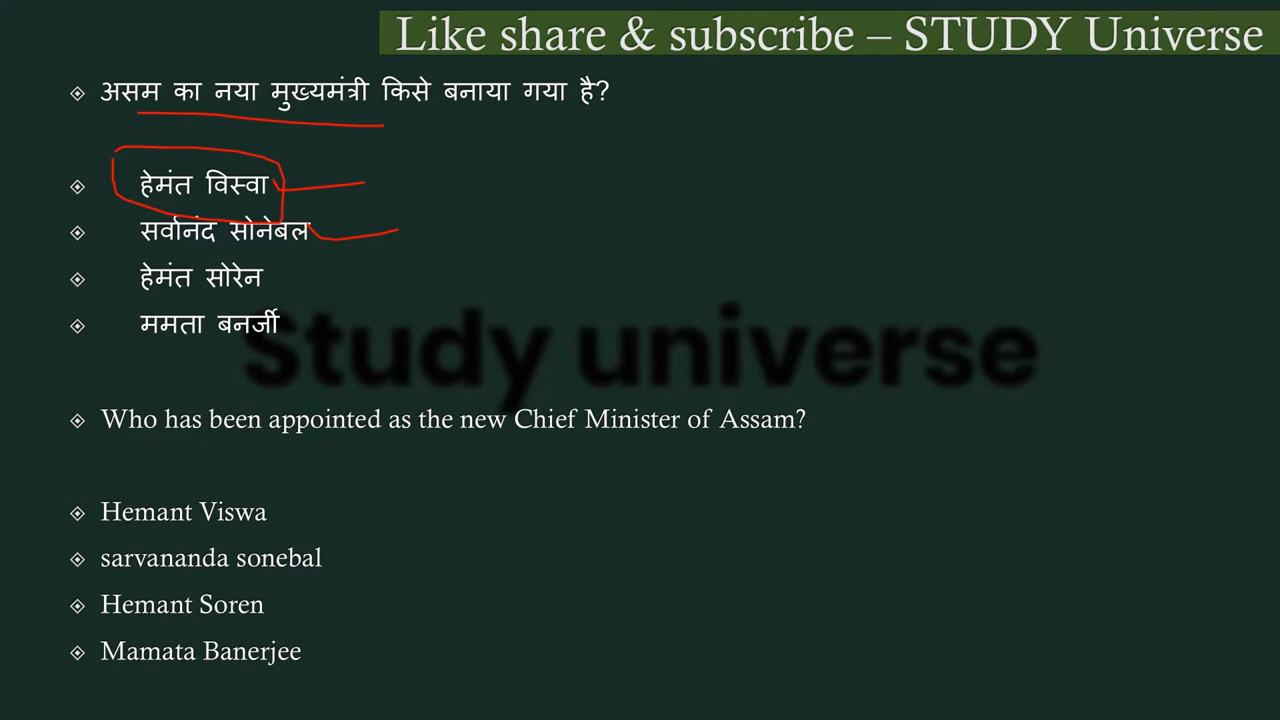 Like share & subscribe – STUDY Universe
असम का नया मुख्यमंत्री किसे बनाया गया है?
हेमंत विस्वा
सर्वानंद सोनेबल
हेमंत सोरेन
ममता बनर्जी
Study universe
Who has been appointed as the new Chief Minister of Assam?
Hemant Viswa
sarvananda sonebal
Hemant Soren
Mamata Banerjee